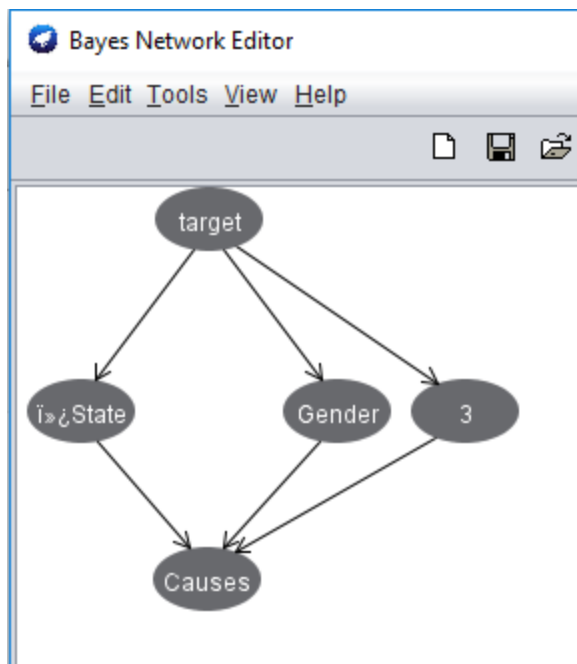 Bayes Network Editor
File Edit Tools View Help
target
ï»¿State Gender 3
Causes